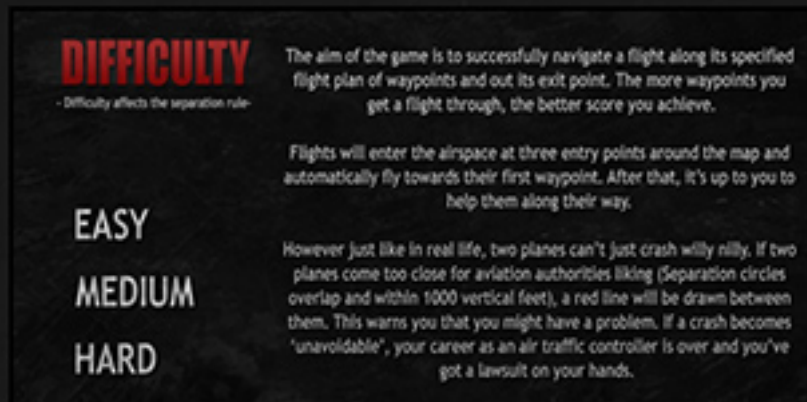 DIFFICULTY
- Difficulty affects the separation rule-
EASY
MEDIUM
HARD
The aim of the game is to successfully navigate a flight along its specified
flight plan of waypoints and out its exit point. The more waypoints you
get a flight through, the better score you achieve.
Flights will enter the airspace at three entry points around the map and
automatically fly towards their first waypoint. After that, it's up to you to
help them along their way.
However just like in real life, two planes can't just crash willy nilly. If two
planes come too close for aviation authorities liking (Separation circles
overlap and within 1000 vertical feet), a red line will be drawn between
them. This warns you that you might have a problem. If a crash becomes
'unavoidable', your career as an air traffic controller is over and you've
got a lawsuit on your hands.